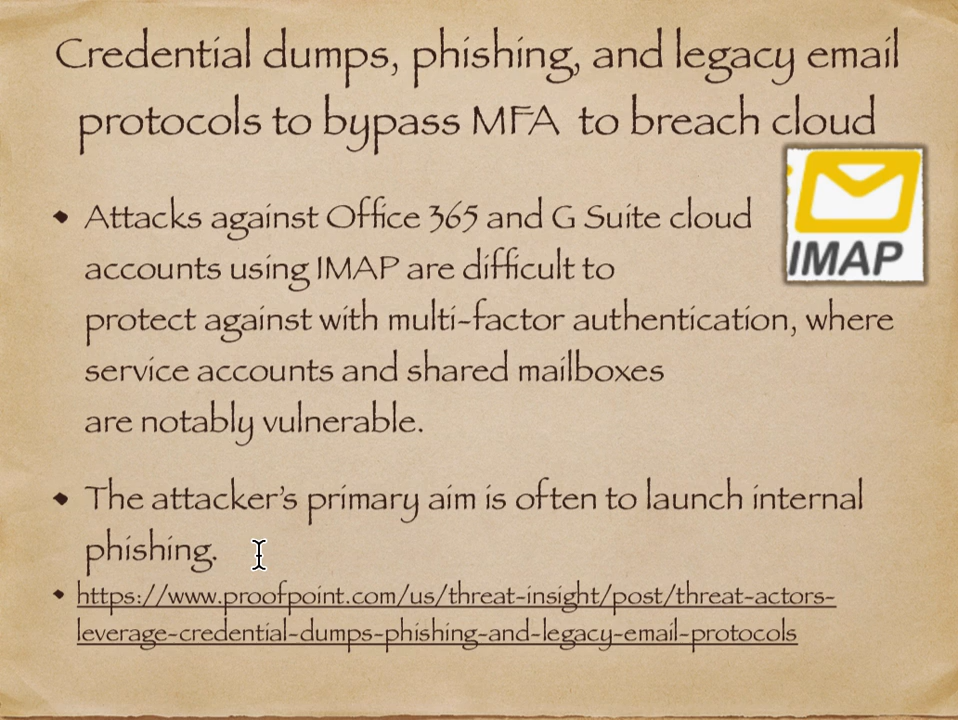 Credential dumps, phishing, and legacy email
protocols to bypass MFA to breach cloud
IMAP
• Attacks against Office 365 and G Suite cloud
accounts using IMAP are difficult to
protect against with multi-factor authentication, where
service accounts and shared mailboxes
are notably vulnerable.
• The attacker's primary aim is often to launch internal
phishing.
• https://www.proofpoint.com/us/threat-insight/post/threat-actors-
leverage-credential-dumps-phishing-and-legacy-email-protocols